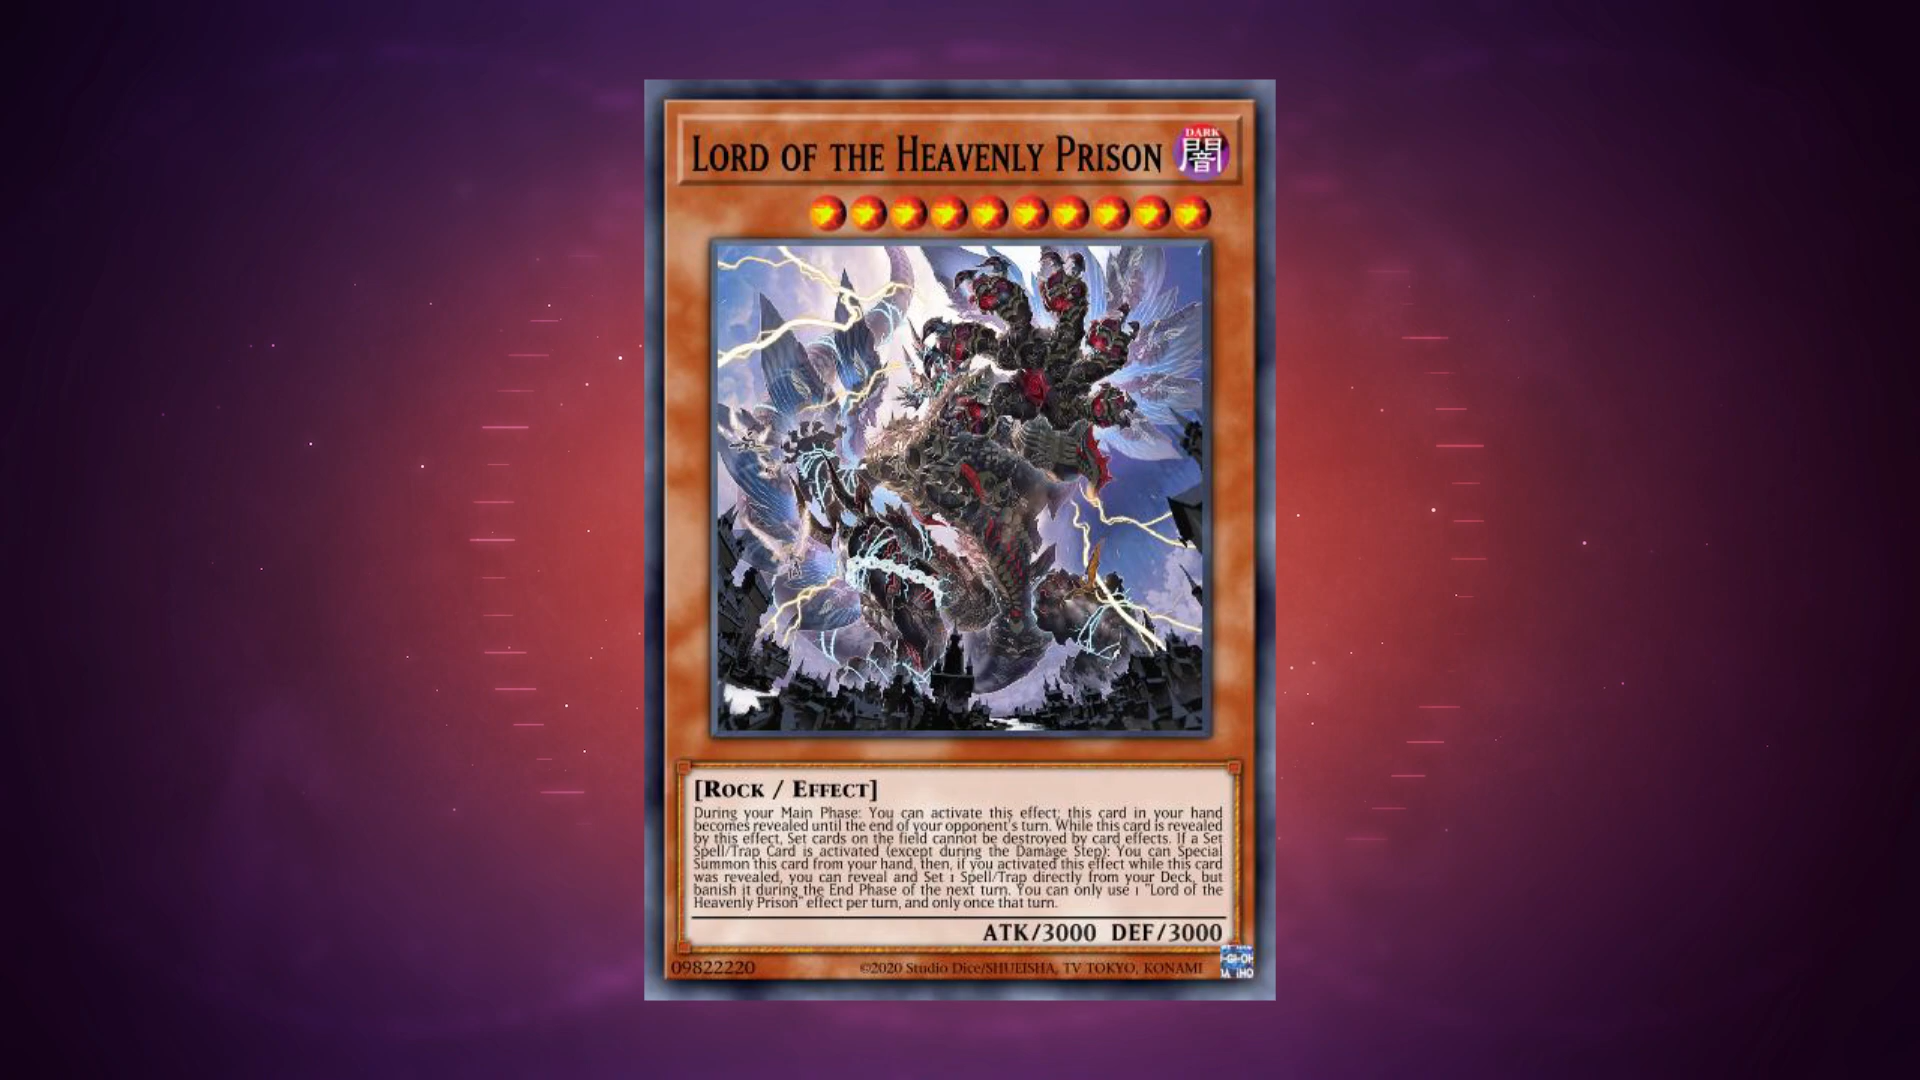 LORD OF THE HEAVENLY PRISON
DARK
闇
[ROCK / EFFECT]
During your Main Phase: You can activate this effect; this card in your hand
becomes revealed until the end of your opponent's turn. While this card is revealed
by this effect, Set cards on the field cannot be destroyed by card effects. If a Set
Spell/Trap Card is activated (except during the Damage Step): You can Special
Summon this card from your hand, then, if you activated this effect while this card
was revealed, you can reveal and Set 1 Spell/Trap directly from your Deck, but
banish it during the End Phase of the next turn. You can only use 1 "Lord of the
Heavenly Prison" effect per turn, and only once that turn.
ATK/3000 DEF/3000
09822220
©2020 Studio Dice/SHUEISHA, TV TOKYO, KONAMI